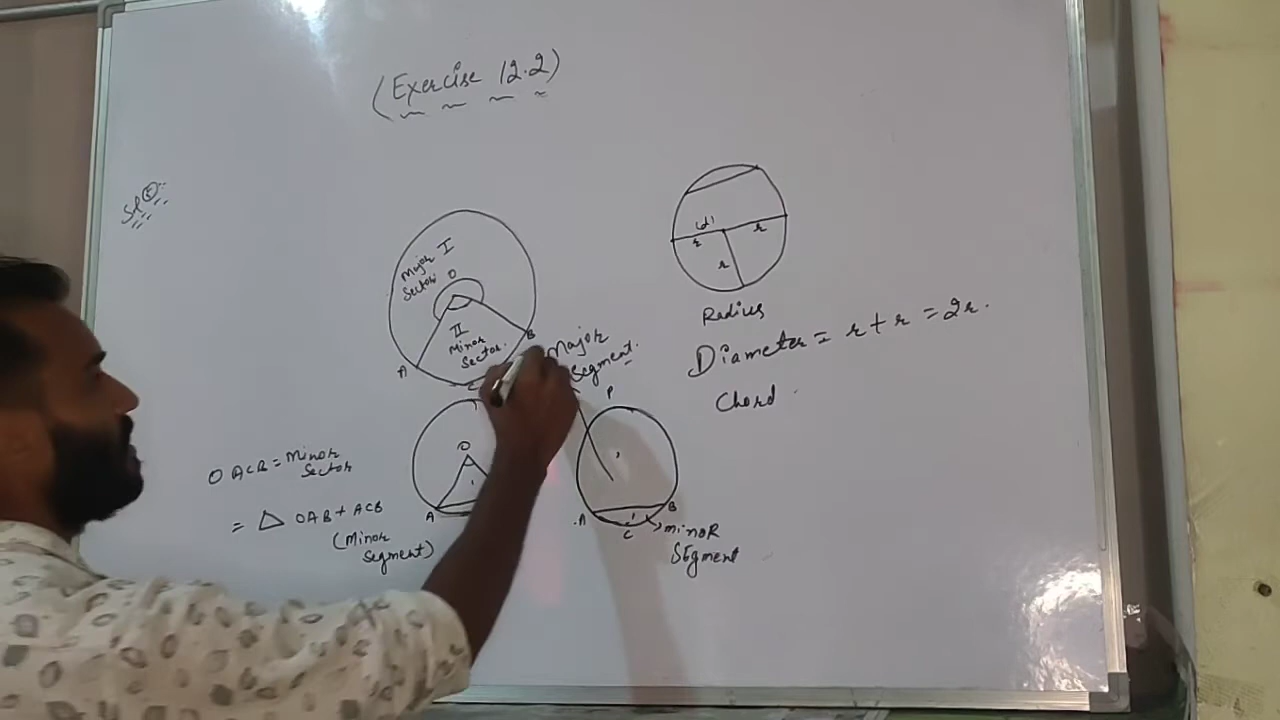 (Exercise 12.2)
Major I
Sector
O
II
Minor
Sector.
A
B
C
(d)
r
r
r
Radius
Diameter = r + r = 2r.
Chord
Major
Segment.
P
O
A
A
B
C
minoR
SEgment
O ACB = Minor
Sector
= △ OAB + ACB
(Minor
Segment)